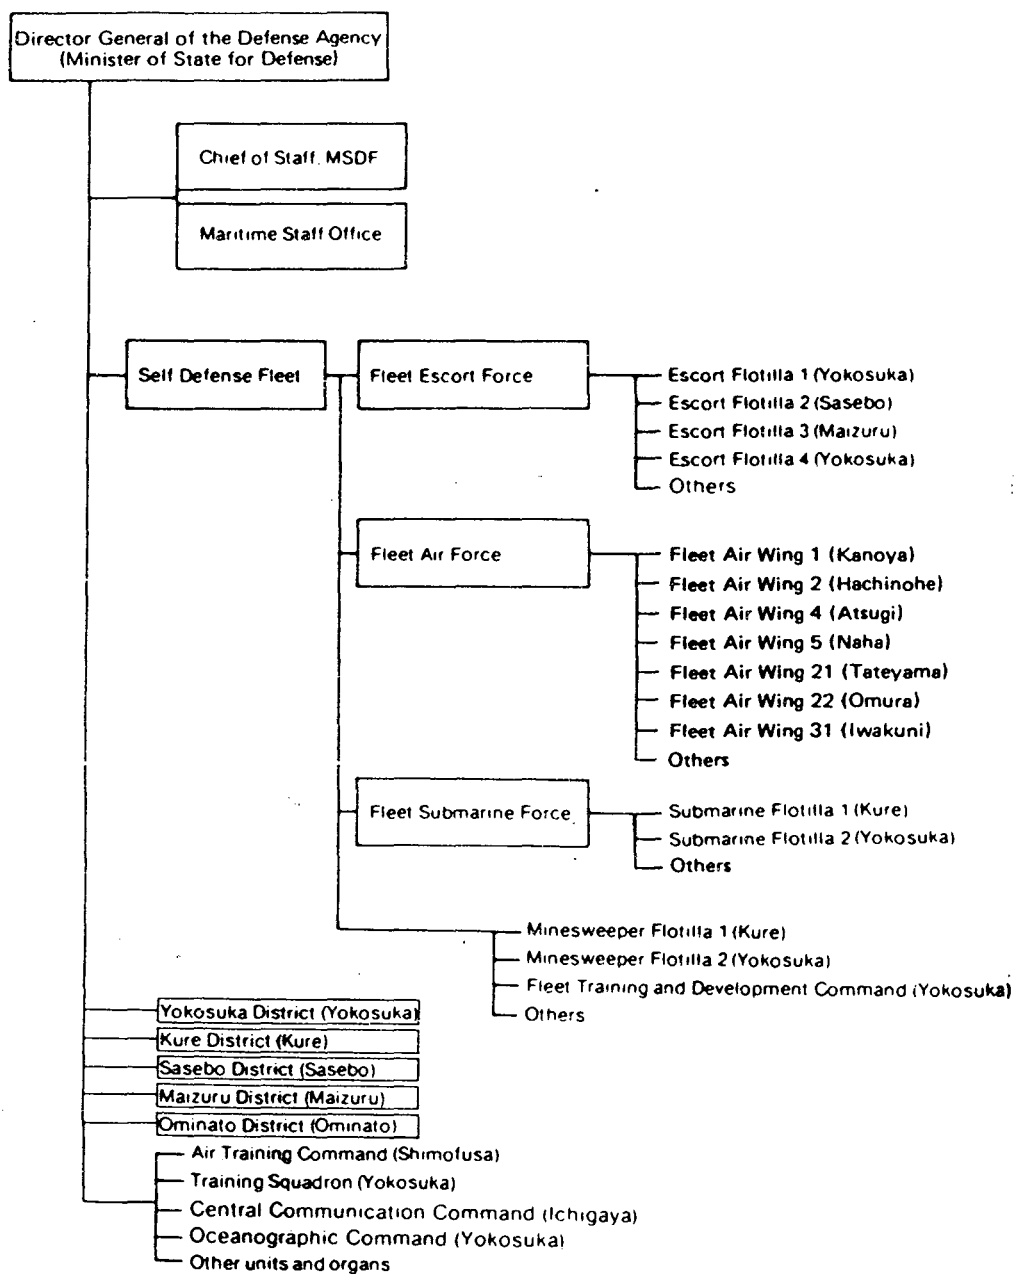 Director General of the Defense Agency
(Minister of State for Defense)
Chief of Staff, MSDF
Maritime Staff Office
Self Defense Fleet
Fleet Escort Force
Escort Flotilla 1 (Yokosuka)
Escort Flotilla 2 (Sasebo)
Escort Flotilla 3 (Maizuru)
Escort Flotilla 4 (Yokosuka)
Others
Fleet Air Force
Fleet Air Wing 1 (Kanoya)
Fleet Air Wing 2 (Hachinohe)
Fleet Air Wing 4 (Atsugi)
Fleet Air Wing 5 (Naha)
Fleet Air Wing 21 (Tateyama)
Fleet Air Wing 22 (Omura)
Fleet Air Wing 31 (Iwakuni)
Others
Fleet Submarine Force
Submarine Flotilla 1 (Kure)
Submarine Flotilla 2 (Yokosuka)
Others
Minesweeper Flotilla 1 (Kure)
Minesweeper Flotilla 2 (Yokosuka)
Fleet Training and Development Command (Yokosuka)
Others
Yokosuka District (Yokosuka)
Kure District (Kure)
Sasebo District (Sasebo)
Maizuru District (Maizuru)
Ominato District (Ominato)
Air Training Command (Shimofusa)
Training Squadron (Yokosuka)
Central Communication Command (Ichigaya)
Oceanographic Command (Yokosuka)
Other units and organs